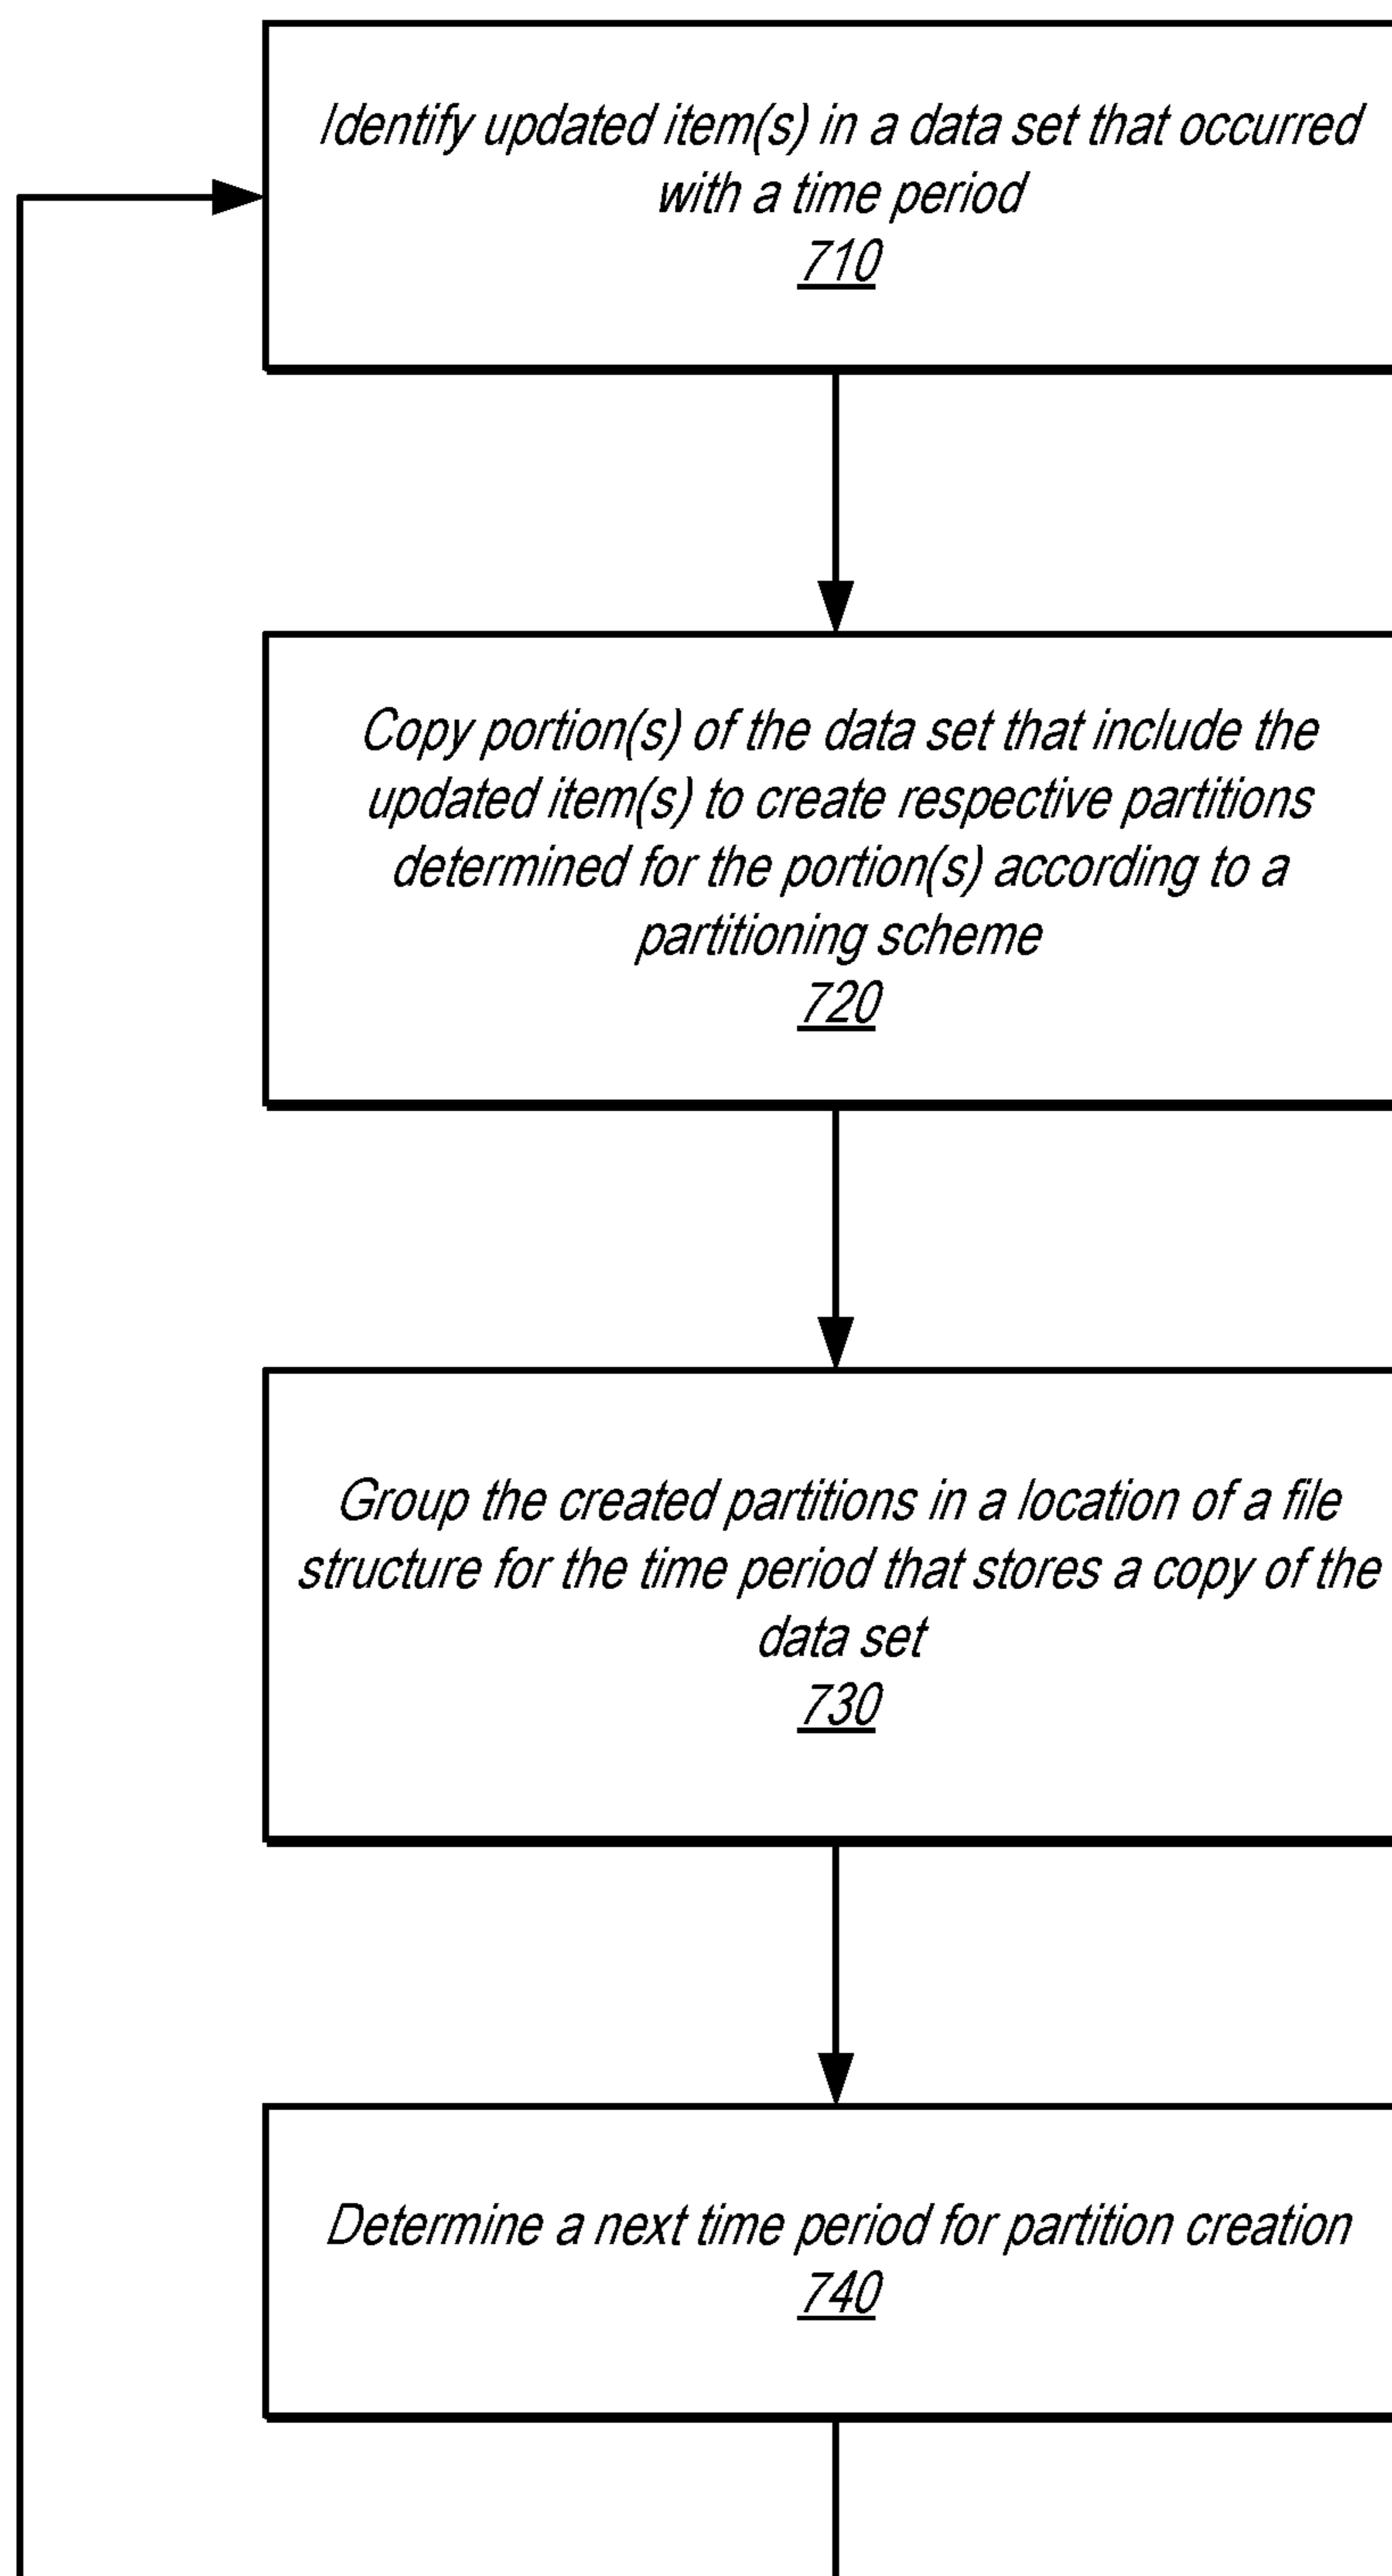 Identify updated item(s) in a data set that occurred
with a time period
710
Copy portion(s) of the data set that include the
updated item(s) to create respective partitions
determined for the portion(s) according to a
partitioning scheme
720
Group the created partitions in a location of a file
structure for the time period that stores a copy of the
data set
730
Determine a next time period for partition creation
740